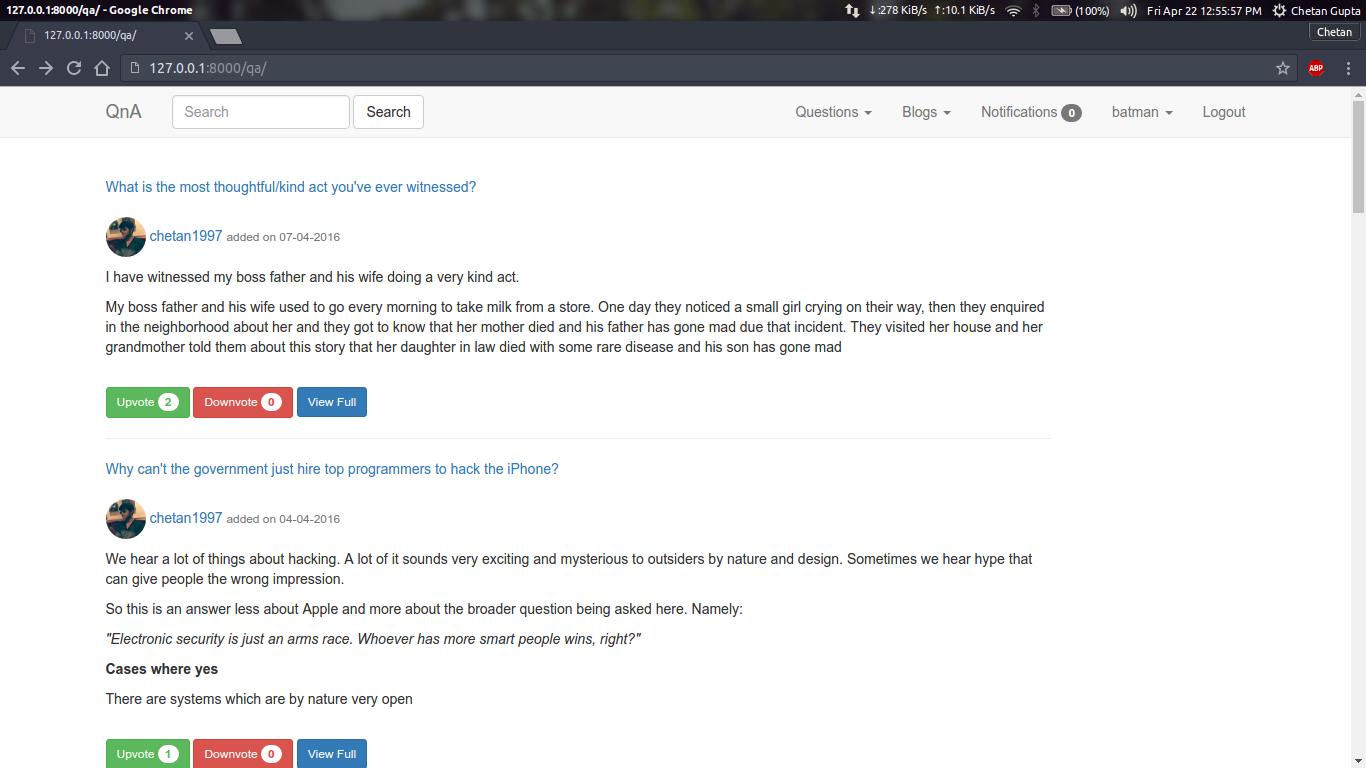 127.0.0.1:8000/qa/ - Google Chrome
↓:278 KiB/s ↑:10.1 KiB/s
(100%)
Fri Apr 22 12:55:57 PM
Chetan Gupta
127.0.0.1:8000/qa/
Chetan
127.0.0.1:8000/qa/
ABP
QnA
Search
Search
Questions
Blogs
Notifications 0
batman
Logout
What is the most thoughtful/kind act you've ever witnessed?
chetan1997 added on 07-04-2016
I have witnessed my boss father and his wife doing a very kind act.
My boss father and his wife used to go every morning to take milk from a store. One day they noticed a small girl crying on their way, then they enquired
in the neighborhood about her and they got to know that her mother died and his father has gone mad due that incident. They visited her house and her
grandmother told them about this story that her daughter in law died with some rare disease and his son has gone mad
Upvote 2
Downvote 0
View Full
Why can't the government just hire top programmers to hack the iPhone?
chetan1997 added on 04-04-2016
We hear a lot of things about hacking. A lot of it sounds very exciting and mysterious to outsiders by nature and design. Sometimes we hear hype that
can give people the wrong impression.
So this is an answer less about Apple and more about the broader question being asked here. Namely:
"Electronic security is just an arms race. Whoever has more smart people wins, right?"
Cases where yes
There are systems which are by nature very open
Upvote 1
Downvote 0
View Full